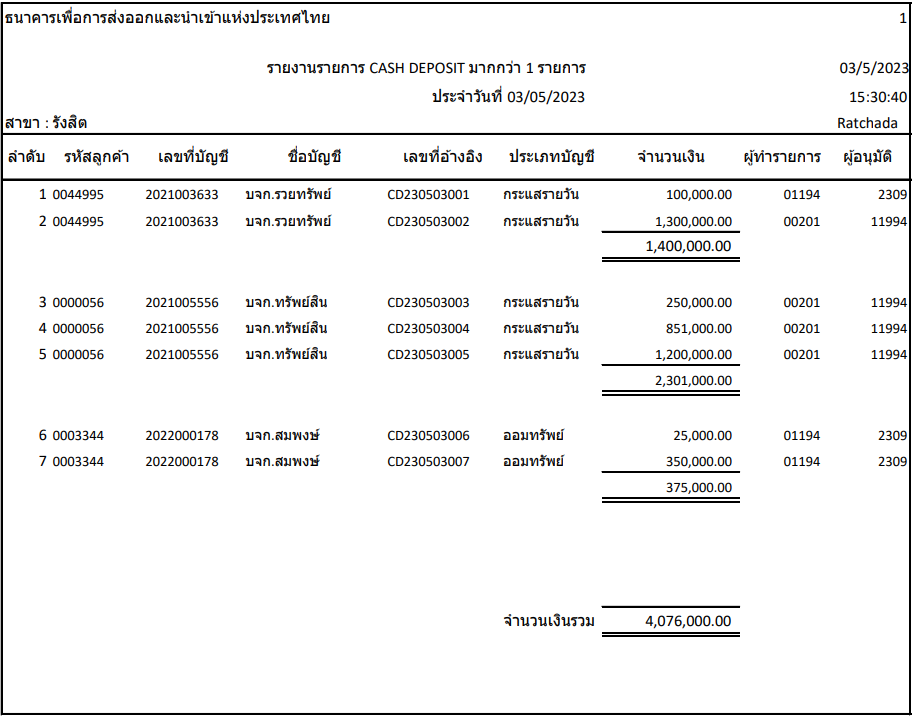 ธนาคารเพื่อการส่งออกและนำเข้าแห่งประเทศไทย 1
รายงานรายการ CASH DEPOSIT มากกว่า 1 รายการ 03/5/2023
ประจำวันที่ 03/05/2023 15:30:40
สาขา : รังสิต Ratchada
ลำดับ รหัสลูกค้า เลขที่บัญชี ชื่อบัญชี เลขที่อ้างอิง ประเภทบัญชี จำนวนเงิน ผู้ทำรายการ ผู้อนุมัติ
1 0044995 2021003633 บจก.รวยทรัพย์ CD230503001 กระแสรายวัน 100,000.00 01194 2309
2 0044995 2021003633 บจก.รวยทรัพย์ CD230503002 กระแสรายวัน 1,300,000.00 00201 11994
1,400,000.00
3 0000056 2021005556 บจก.ทรัพย์สิน CD230503003 กระแสรายวัน 250,000.00 00201 11994
4 0000056 2021005556 บจก.ทรัพย์สิน CD230503004 กระแสรายวัน 851,000.00 00201 11994
5 0000056 2021005556 บจก.ทรัพย์สิน CD230503005 กระแสรายวัน 1,200,000.00 00201 11994
2,301,000.00
6 0003344 2022000178 บจก.สมพงษ์ CD230503006 ออมทรัพย์ 25,000.00 01194 2309
7 0003344 2022000178 บจก.สมพงษ์ CD230503007 ออมทรัพย์ 350,000.00 01194 2309
375,000.00
จำนวนเงินรวม 4,076,000.00